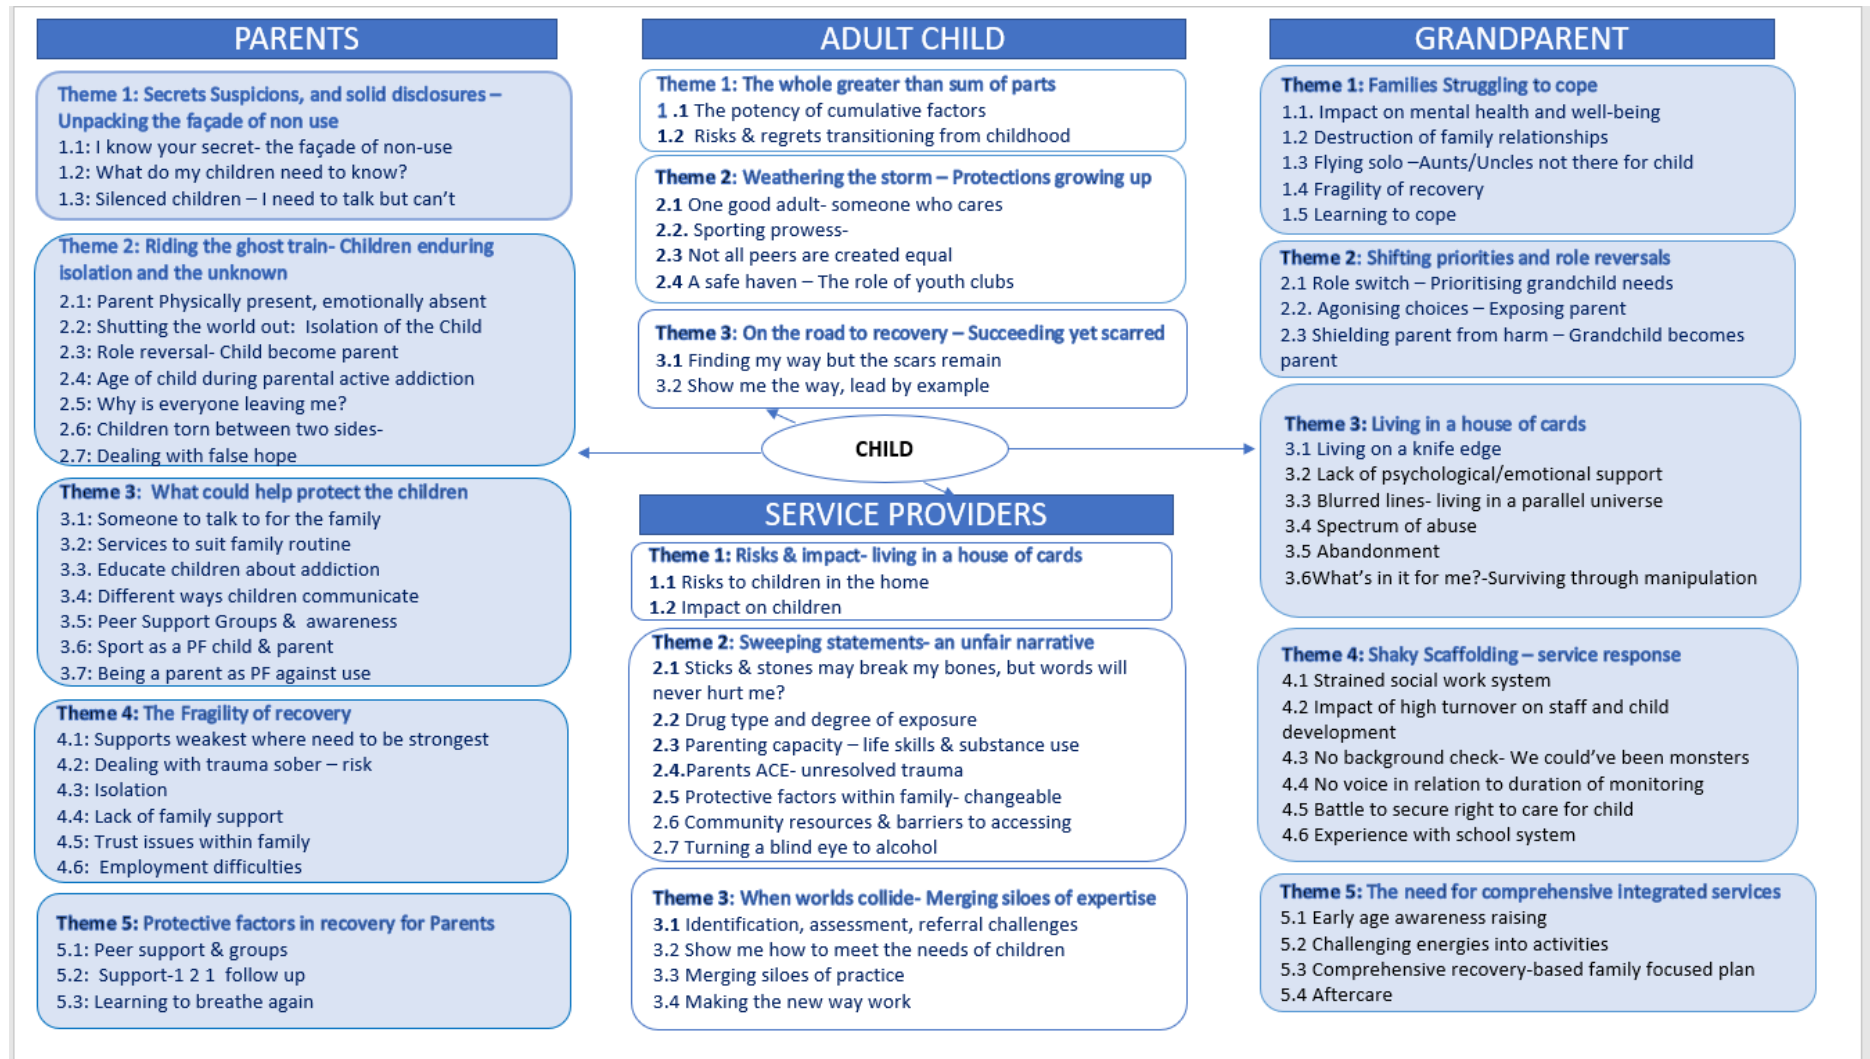 PARENTS
Theme 1: Secrets Suspicions, and solid disclosures –
Unpacking the façade of non use
1.1: I know your secret- the façade of non-use
1.2: What do my children need to know?
1.3: Silenced children – I need to talk but can’t
Theme 2: Riding the ghost train- Children enduring
isolation and the unknown
2.1: Parent Physically present, emotionally absent
2.2: Shutting the world out:  Isolation of the Child
2.3: Role reversal- Child become parent
2.4: Age of child during parental active addiction
2.5: Why is everyone leaving me?
2.6: Children torn between two sides-
2.7: Dealing with false hope
Theme 3:  What could help protect the children
3.1: Someone to talk to for the family
3.2: Services to suit family routine
3.3. Educate children about addiction
3.4: Different ways children communicate
3.5: Peer Support Groups &  awareness
3.6: Sport as a PF child & parent
3.7: Being a parent as PF against use
Theme 4: The Fragility of recovery
4.1: Supports weakest where need to be strongest
4.2: Dealing with trauma sober – risk
4.3: Isolation
4.4: Lack of family support
4.5: Trust issues within family
4.6:  Employment difficulties
Theme 5: Protective factors in recovery for Parents
5.1: Peer support & groups
5.2:  Support-1 2 1  follow up
5.3: Learning to breathe again
ADULT CHILD
Theme 1: The whole greater than sum of parts
1 .1 The potency of cumulative factors
1.2  Risks & regrets transitioning from childhood
Theme 2: Weathering the storm – Protections growing up
2.1 One good adult- someone who cares
2.2. Sporting prowess-
2.3 Not all peers are created equal
2.4 A safe haven – The role of youth clubs
Theme 3: On the road to recovery – Succeeding yet scarred
3.1 Finding my way but the scars remain
3.2 Show me the way, lead by example
CHILD
SERVICE PROVIDERS
Theme 1: Risks & impact- living in a house of cards
1.1 Risks to children in the home
1.2 Impact on children
Theme 2: Sweeping statements- an unfair narrative
2.1 Sticks & stones may break my bones, but words will
never hurt me?
2.2 Drug type and degree of exposure
2.3 Parenting capacity – life skills & substance use
2.4.Parents ACE- unresolved trauma
2.5 Protective factors within family- changeable
2.6 Community resources & barriers to accessing
2.7 Turning a blind eye to alcohol
Theme 3: When worlds collide- Merging siloes of expertise
3.1 Identification, assessment, referral challenges
3.2 Show me how to meet the needs of children
3.3 Merging siloes of practice
3.4 Making the new way work
GRANDPARENT
Theme 1: Families Struggling to cope
1.1. Impact on mental health and well-being
1.2 Destruction of family relationships
1.3 Flying solo –Aunts/Uncles not there for child
1.4 Fragility of recovery
1.5 Learning to cope
Theme 2: Shifting priorities and role reversals
2.1 Role switch – Prioritising grandchild needs
2.2. Agonising choices – Exposing parent
2.3 Shielding parent from harm – Grandchild becomes
parent
Theme 3: Living in a house of cards
3.1 Living on a knife edge
3.2 Lack of psychological/emotional support
3.3 Blurred lines- living in a parallel universe
3.4 Spectrum of abuse
3.5 Abandonment
3.6What’s in it for me?-Surviving through manipulation
Theme 4: Shaky Scaffolding – service response
4.1 Strained social work system
4.2 Impact of high turnover on staff and child
development
4.3 No background check- We could’ve been monsters
4.4 No voice in relation to duration of monitoring
4.5 Battle to secure right to care for child
4.6 Experience with school system
Theme 5: The need for comprehensive integrated services
5.1 Early age awareness raising
5.2 Challenging energies into activities
5.3 Comprehensive recovery-based family focused plan
5.4 Aftercare